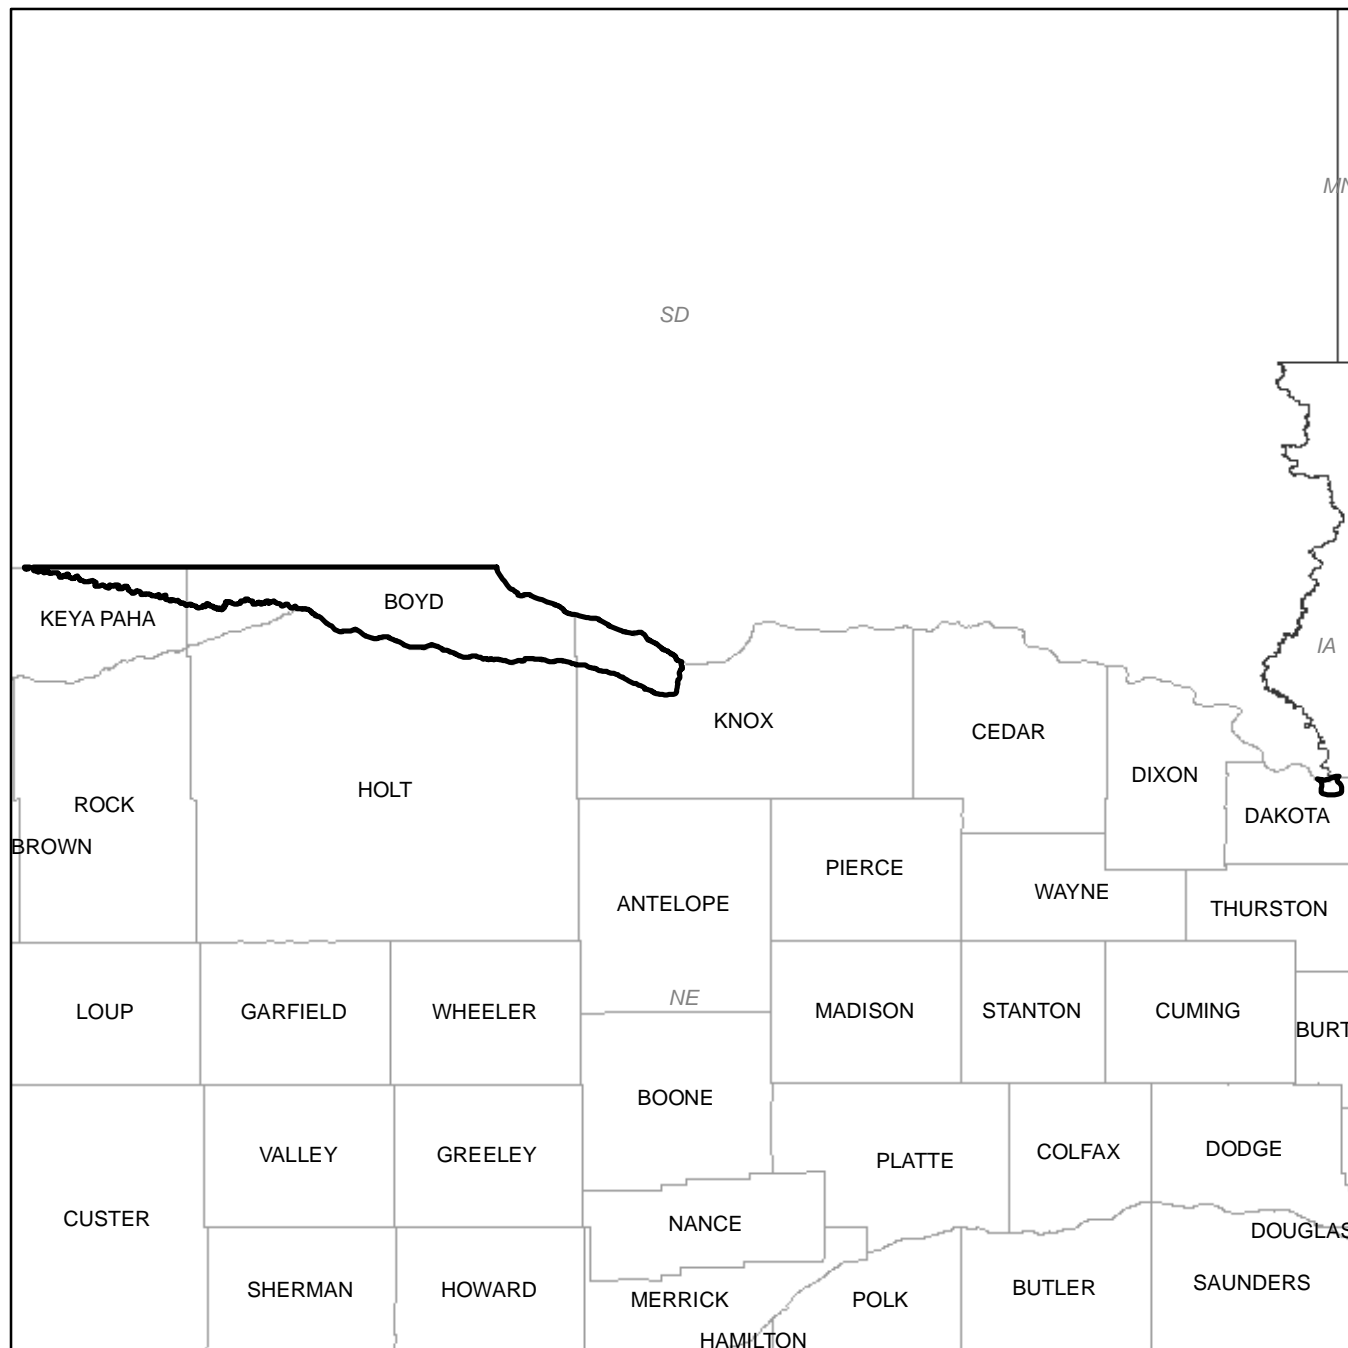 MN
SD
BOYD
KEYA PAHA
IA
KNOX
CEDAR
DIXON
HOLT
ROCK
DAKOTA
BROWN
PIERCE
WAYNE
ANTELOPE
THURSTON
NE
LOUP
GARFIELD
WHEELER
MADISON
STANTON
CUMING
BURT
BOONE
VALLEY
GREELEY
PLATTE
COLFAX
DODGE
CUSTER
NANCE
DOUGLAS
SHERMAN
HOWARD
MERRICK
POLK
BUTLER
SAUNDERS
HAMILTON